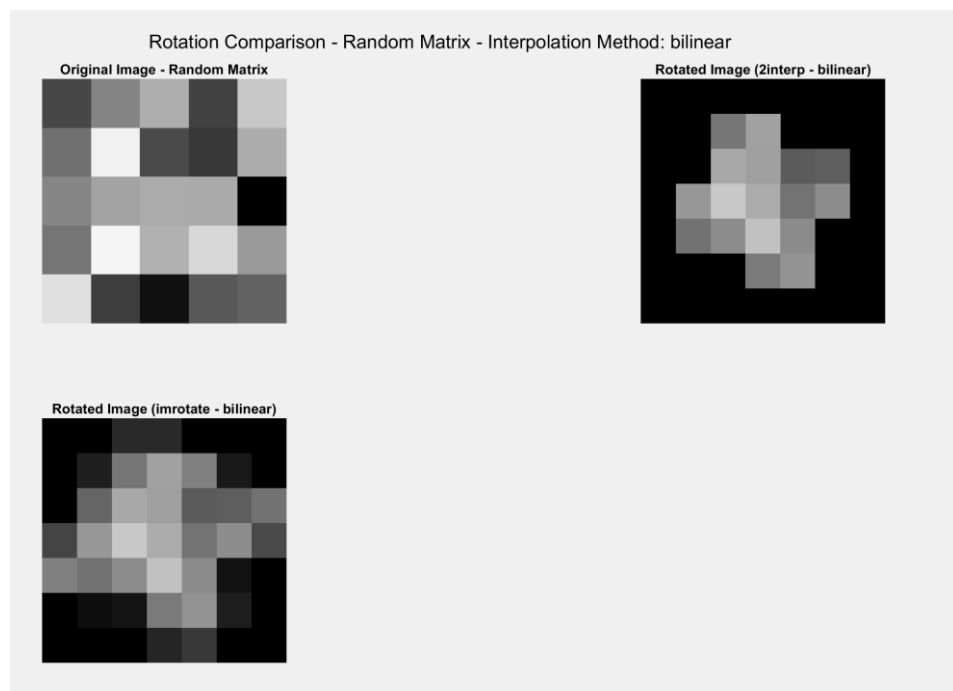 Rotation Comparison - Random Matrix - Interpolation Method: bilinear
Original Image - Random Matrix
Rotated Image (2interp - bilinear)
Rotated Image (imrotate - bilinear)